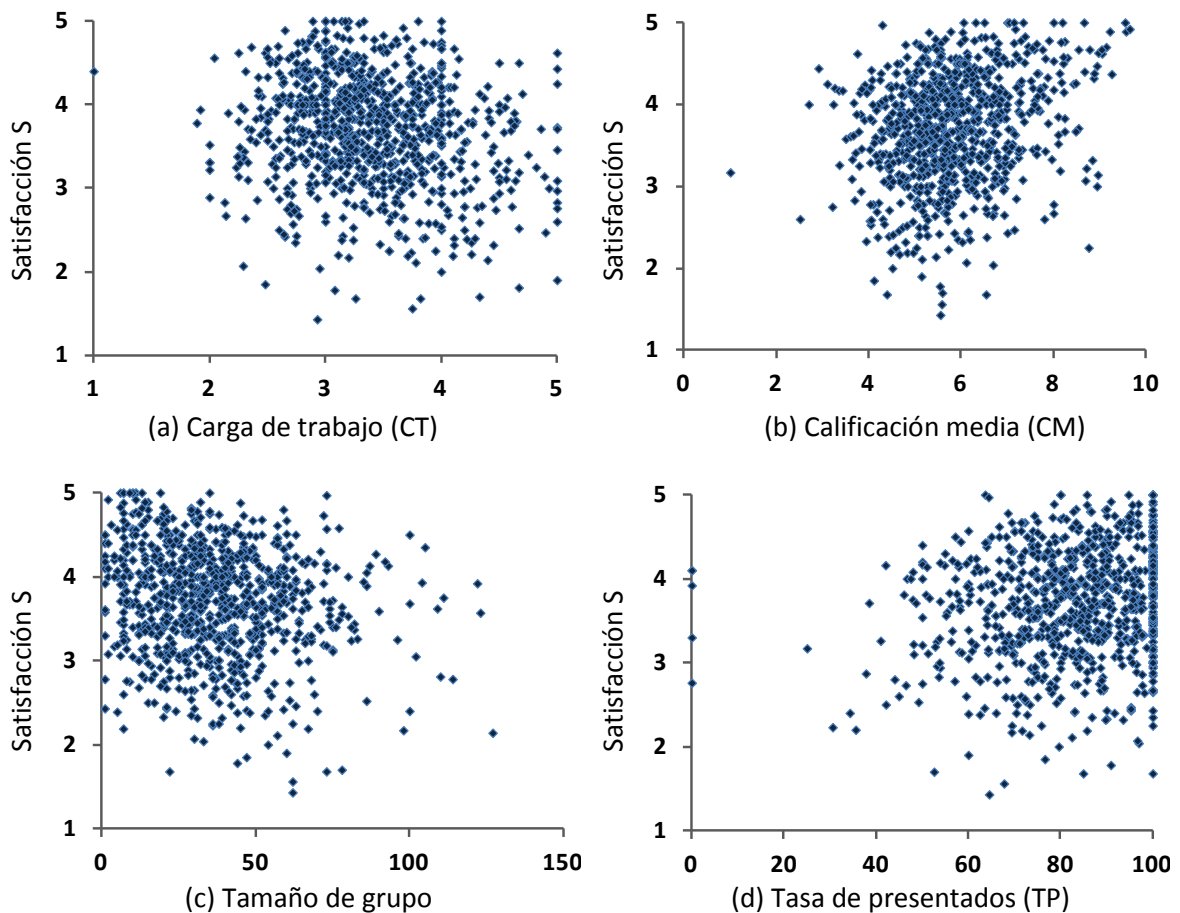 Satisfacción S
5
4
3
2
1
1 2 3 4 5
(a) Carga de trabajo (CT)
Satisfacción S
5
4
3
2
1
0 2 4 6 8 10
(b) Calificación media (CM)
Satisfacción S
5
4
3
2
1
0 50 100 150
(c) Tamaño de grupo
Satisfacción S
5
4
3
2
1
0 20 40 60 80 100
(d) Tasa de presentados (TP)